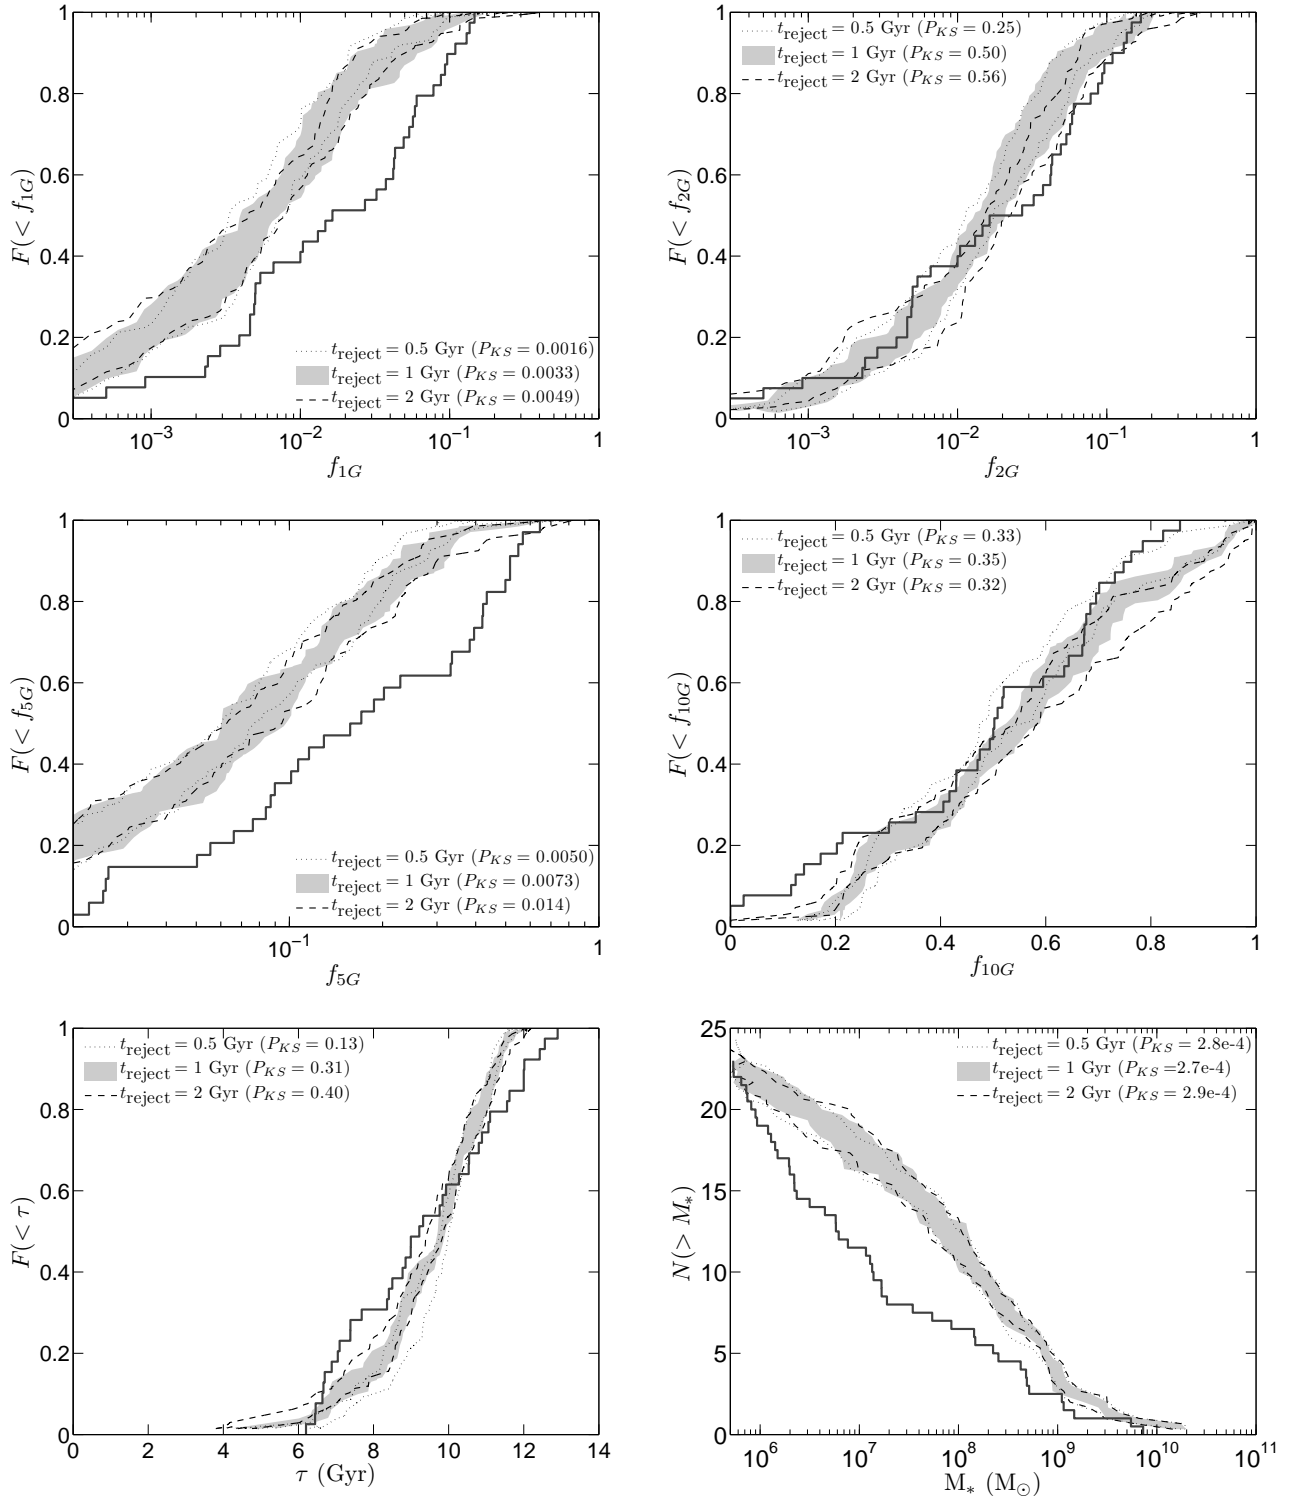 F(< f1G)
1
0.8
0.6
0.4
0.2
0
t_reject = 0.5 Gyr (P_KS = 0.0016)
t_reject = 1 Gyr (P_KS = 0.0033)
t_reject = 2 Gyr (P_KS = 0.0049)
10^−3 10^−2 10^−1 1
f1G
F(< f2G)
1
0.8
0.6
0.4
0.2
0
t_reject = 0.5 Gyr (P_KS = 0.25)
t_reject = 1 Gyr (P_KS = 0.50)
t_reject = 2 Gyr (P_KS = 0.56)
10^−3 10^−2 10^−1 1
f2G
F(< f5G)
1
0.8
0.6
0.4
0.2
0
t_reject = 0.5 Gyr (P_KS = 0.0050)
t_reject = 1 Gyr (P_KS = 0.0073)
t_reject = 2 Gyr (P_KS = 0.014)
10^−1 1
f5G
F(< f10G)
1
0.8
0.6
0.4
0.2
0
t_reject = 0.5 Gyr (P_KS = 0.33)
t_reject = 1 Gyr (P_KS = 0.35)
t_reject = 2 Gyr (P_KS = 0.32)
0 0.2 0.4 0.6 0.8 1
f10G
F(< τ)
1
0.8
0.6
0.4
0.2
0
t_reject = 0.5 Gyr (P_KS = 0.13)
t_reject = 1 Gyr (P_KS = 0.31)
t_reject = 2 Gyr (P_KS = 0.40)
0 2 4 6 8 10 12 14
τ (Gyr)
N(> M_*)
25
20
15
10
5
0
t_reject = 0.5 Gyr (P_KS = 2.8e-4)
t_reject = 1 Gyr (P_KS =2.7e-4)
t_reject = 2 Gyr (P_KS = 2.9e-4)
10^6 10^7 10^8 10^9 10^10 10^11
M_* (M_⊙)